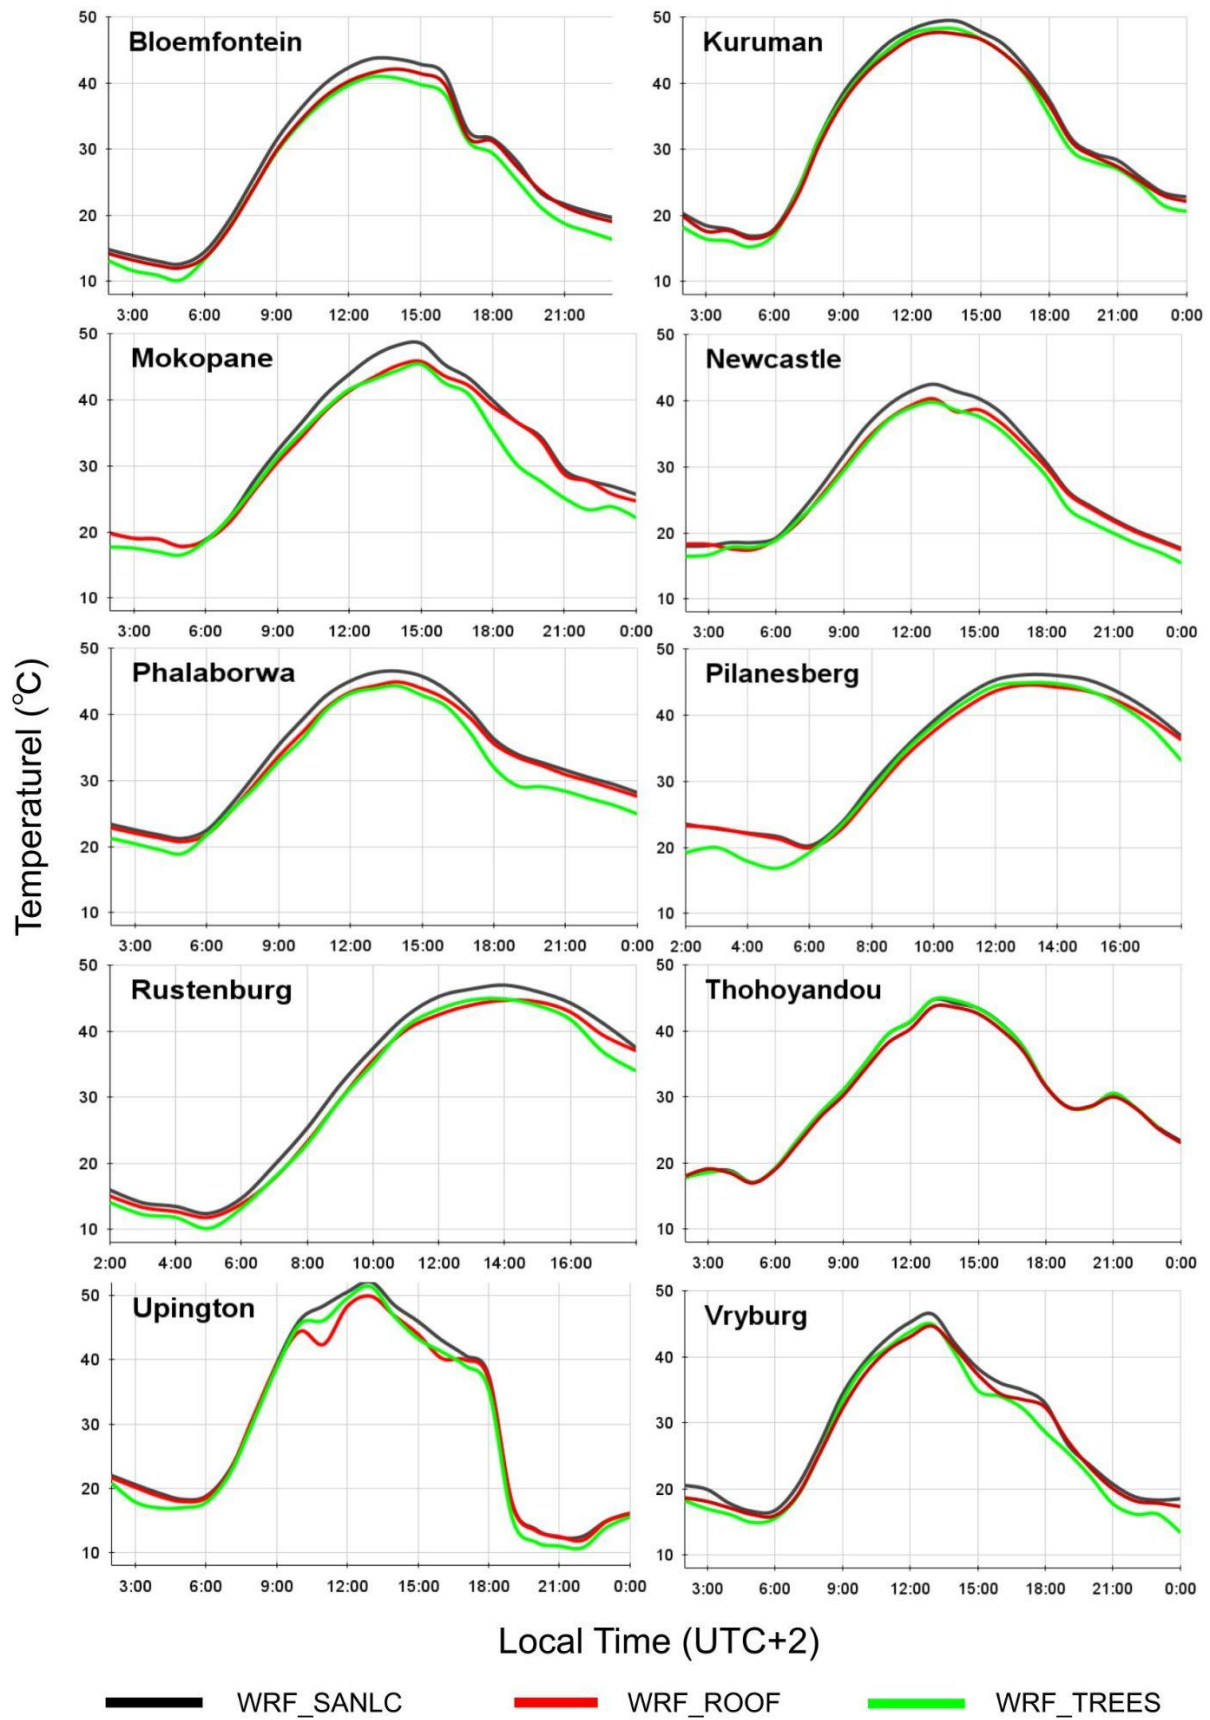 Bloemfontein
50
40
30
20
10
3:00 6:00 9:00 12:00 15:00 18:00 21:00
Kuruman
50
40
30
20
10
3:00 6:00 9:00 12:00 15:00 18:00 21:00 0:00
Mokopane
50
40
30
20
10
3:00 6:00 9:00 12:00 15:00 18:00 21:00 0:00
Newcastle
50
40
30
20
10
3:00 6:00 9:00 12:00 15:00 18:00 21:00 0:00
Phalaborwa
50
40
30
20
10
3:00 6:00 9:00 12:00 15:00 18:00 21:00 0:00
Pilanesberg
50
40
30
20
10
2:00 4:00 6:00 8:00 10:00 12:00 14:00 16:00
Rustenburg
50
40
30
20
10
2:00 4:00 6:00 8:00 10:00 12:00 14:00 16:00
Thohoyandou
50
40
30
20
10
3:00 6:00 9:00 12:00 15:00 18:00 21:00 0:00
Upington
50
40
30
20
10
3:00 6:00 9:00 12:00 15:00 18:00 21:00 0:00
Vryburg
50
40
30
20
10
3:00 6:00 9:00 12:00 15:00 18:00 21:00 0:00
Temperaturel (°C)
Local Time (UTC+2)
WRF_SANLC WRF_ROOF WRF_TREES